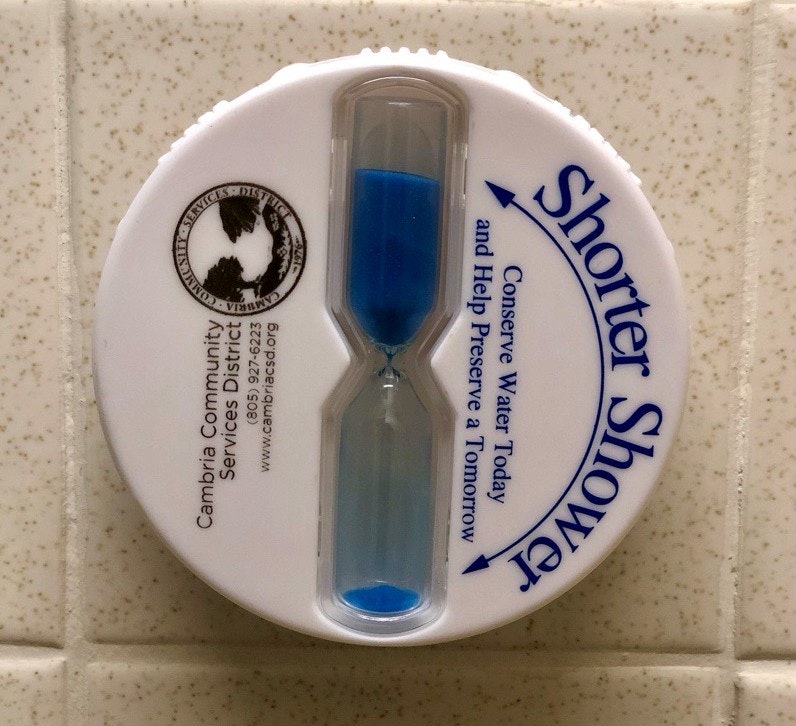 Shorter Shower
Conserve Water Today
and Help Preserve a Tomorrow
CAMBRIA · COMMUNITY · SERVICES · DISTRICT
Cambria Community
Services District
(805) 927-6223
www.cambriacsd.org